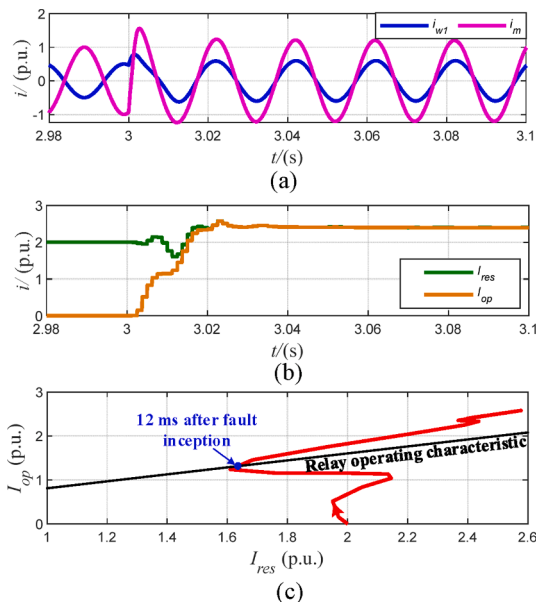 2
i_w1 i_m
1
0
-1
i/ (p.u.)
2.98 3 3.02 3.04 3.06 3.08 3.1
t/(s)
(a)
3
2
1
0
i/ (p.u.)
I_res
I_op
2.98 3 3.02 3.04 3.06 3.08 3.1
t/(s)
(b)
3
2
1
0
I_op (p.u.)
12 ms after fault
inception
Relay operating characteristic
1 1.2 1.4 1.6 1.8 2 2.2 2.4 2.6
I_res (p.u.)
(c)